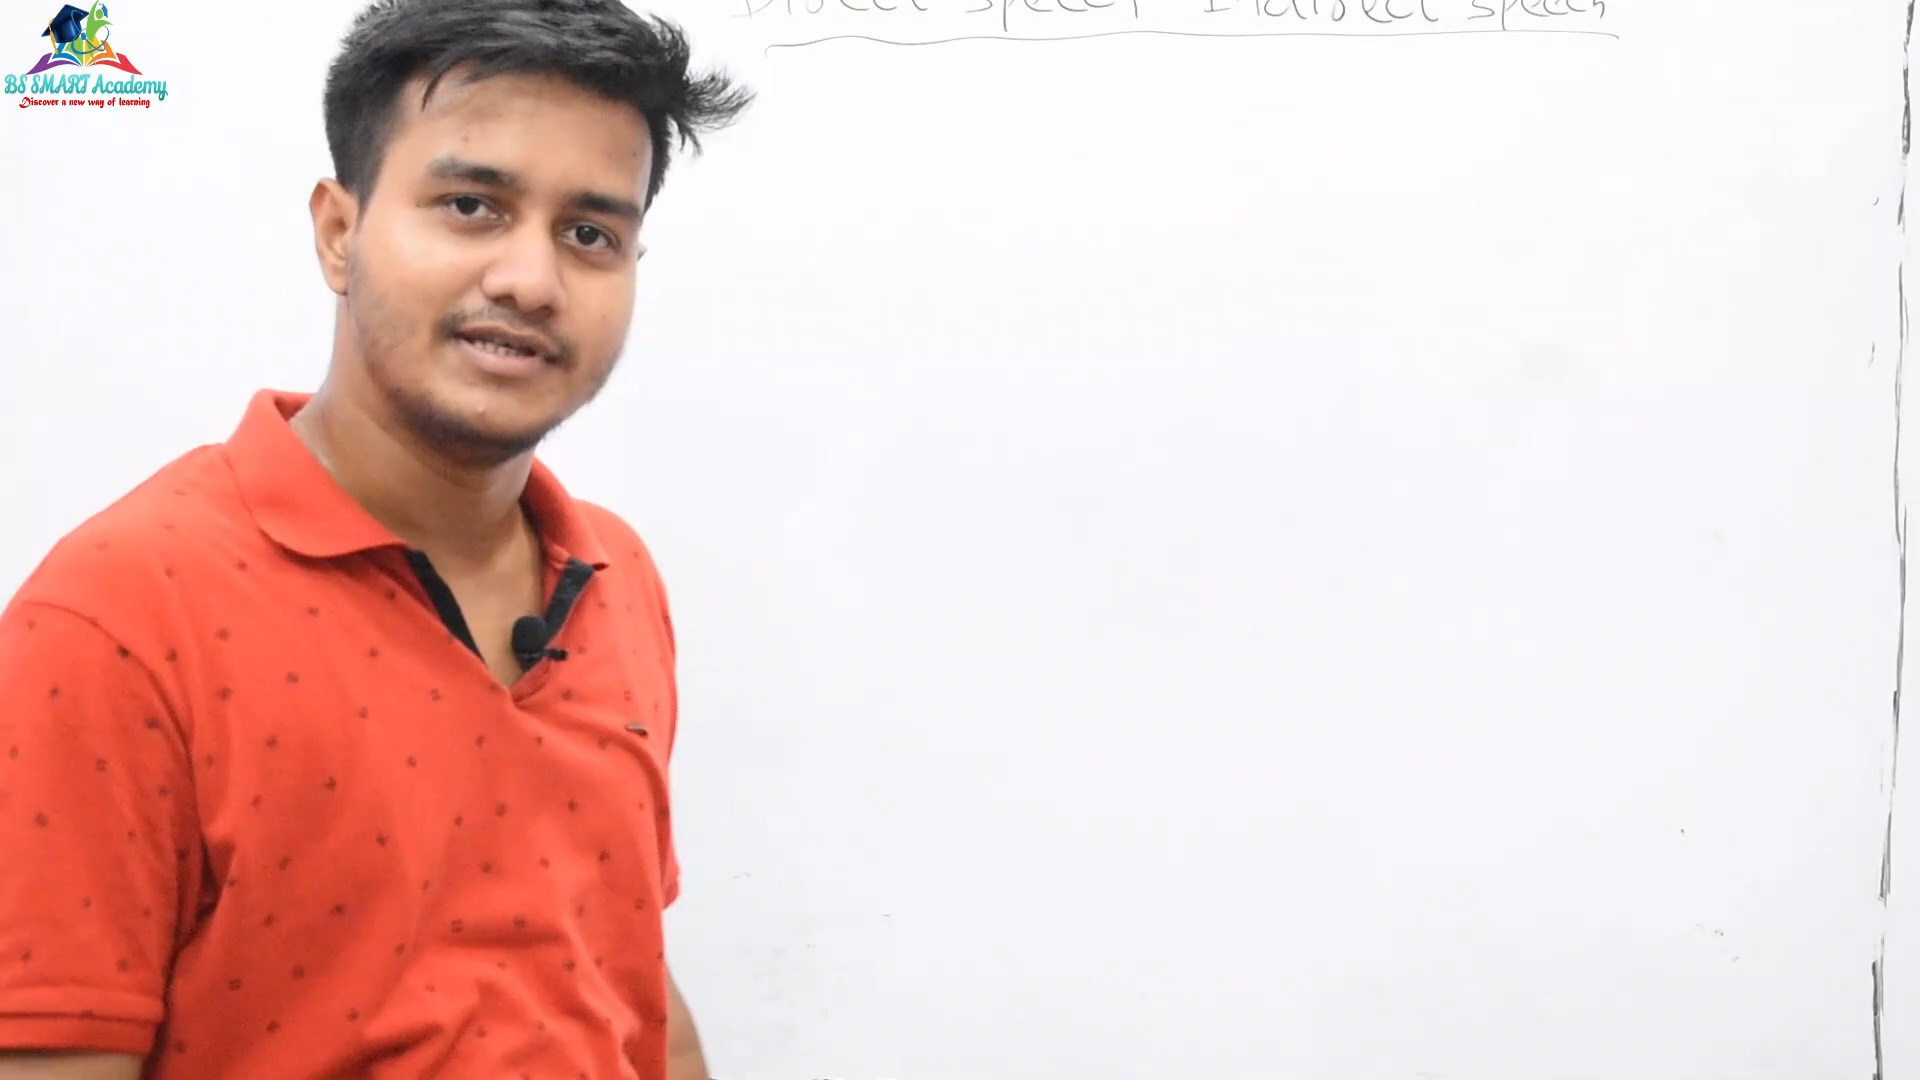 BS SMART Academy
Discover a new way of learning
Direct speech Indirect speech